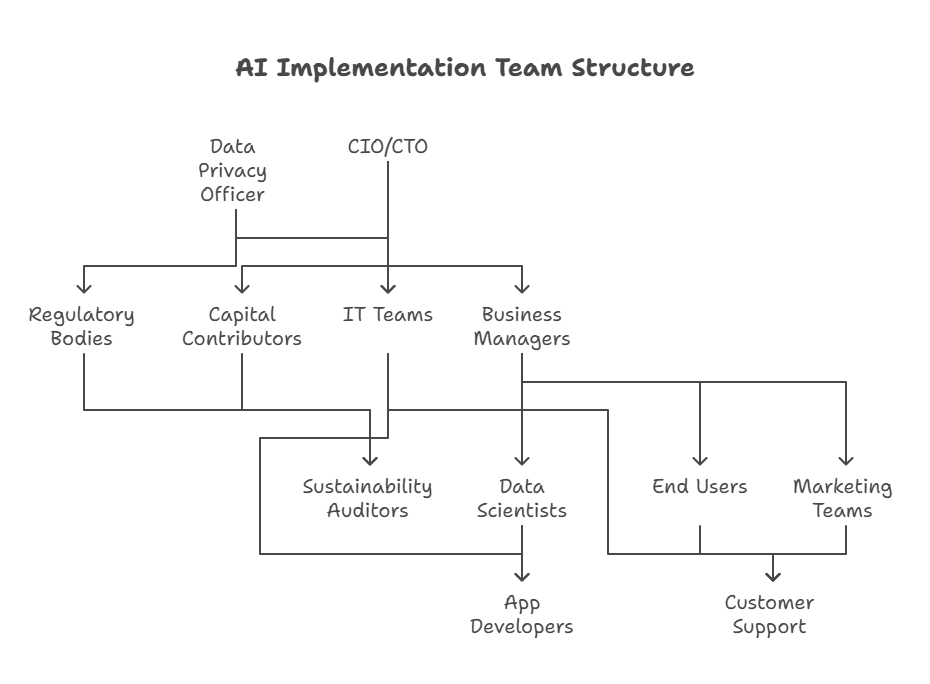 AI Implementation Team Structure
Data
Privacy
Officer
CIO/CTO
Regulatory
Bodies
Capital
Contributors
IT Teams
Business
Managers
Sustainability
Auditors
Data
Scientists
End Users
Marketing
Teams
App
Developers
Customer
Support